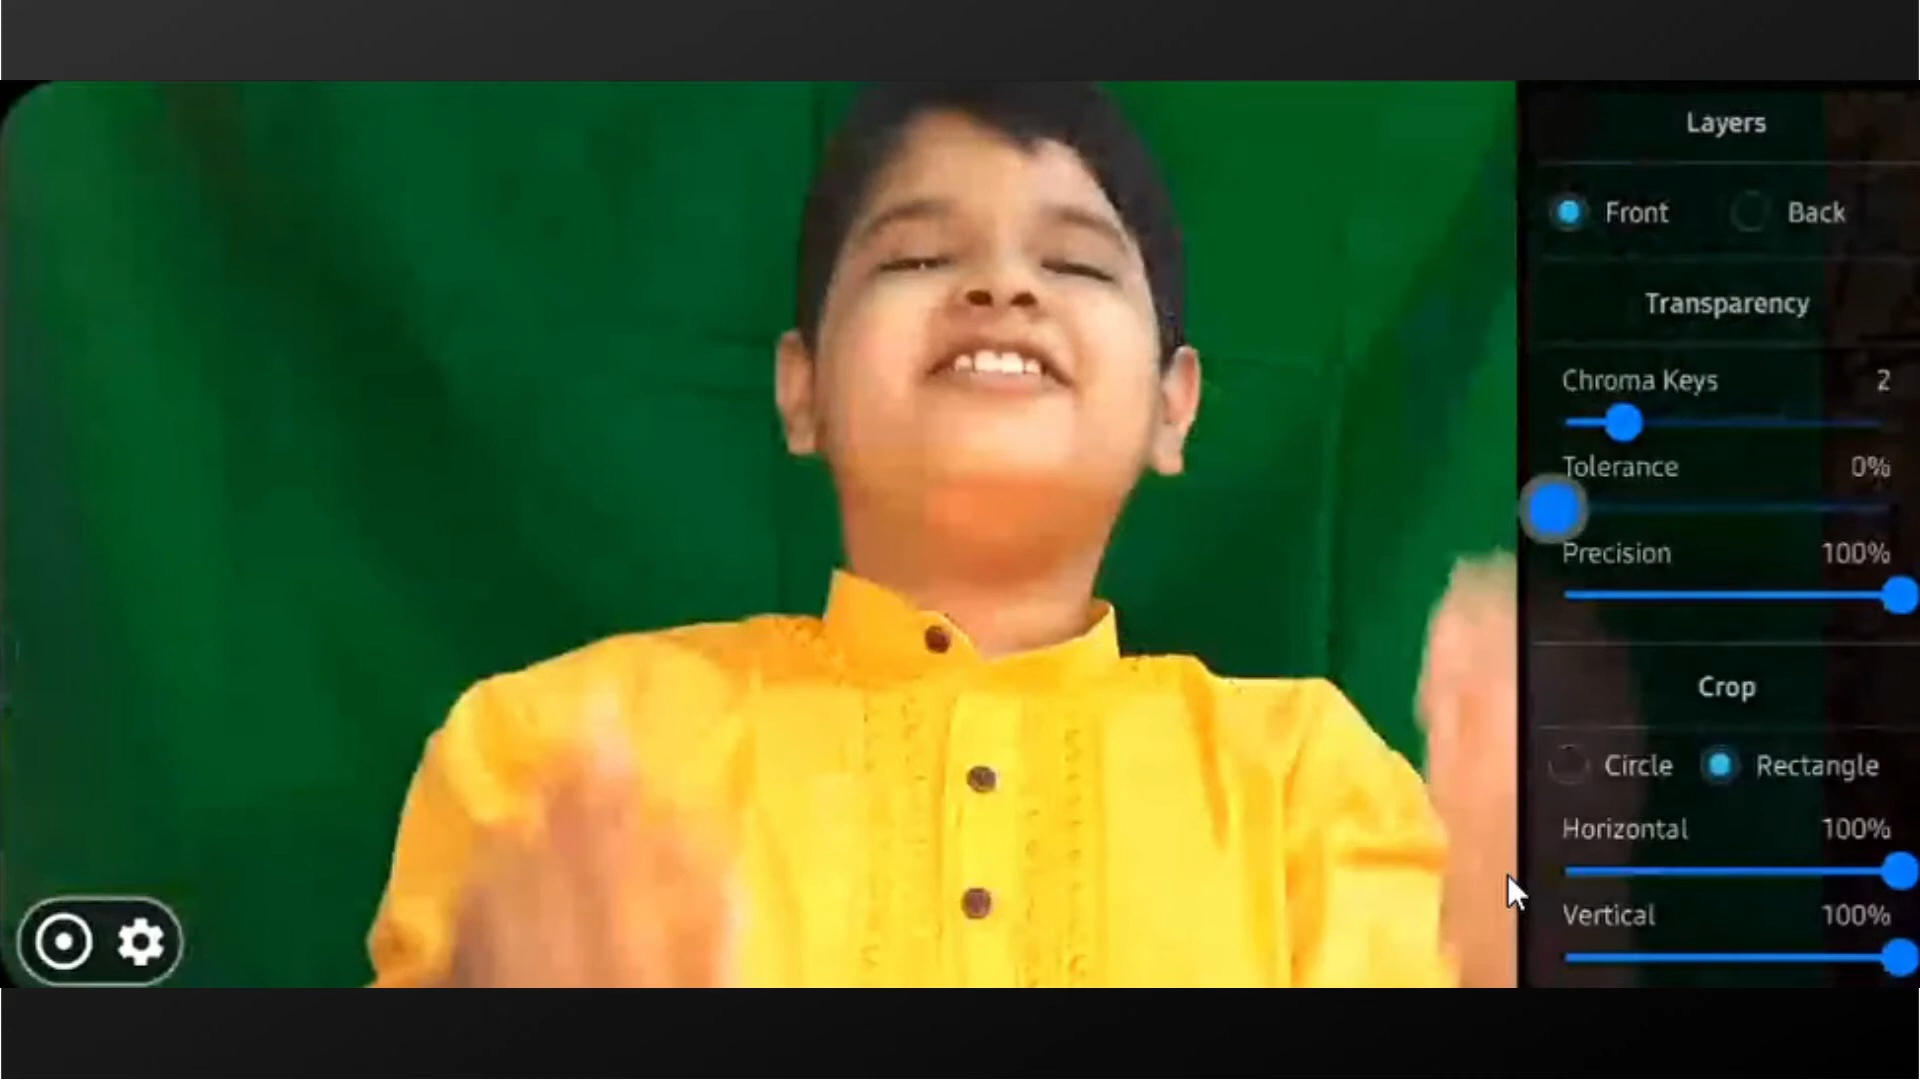 Layers
Front Back
Transparency
Chroma Keys 2
Tolerance 0%
Precision 100%
Crop
Circle Rectangle
Horizontal 100%
Vertical 100%